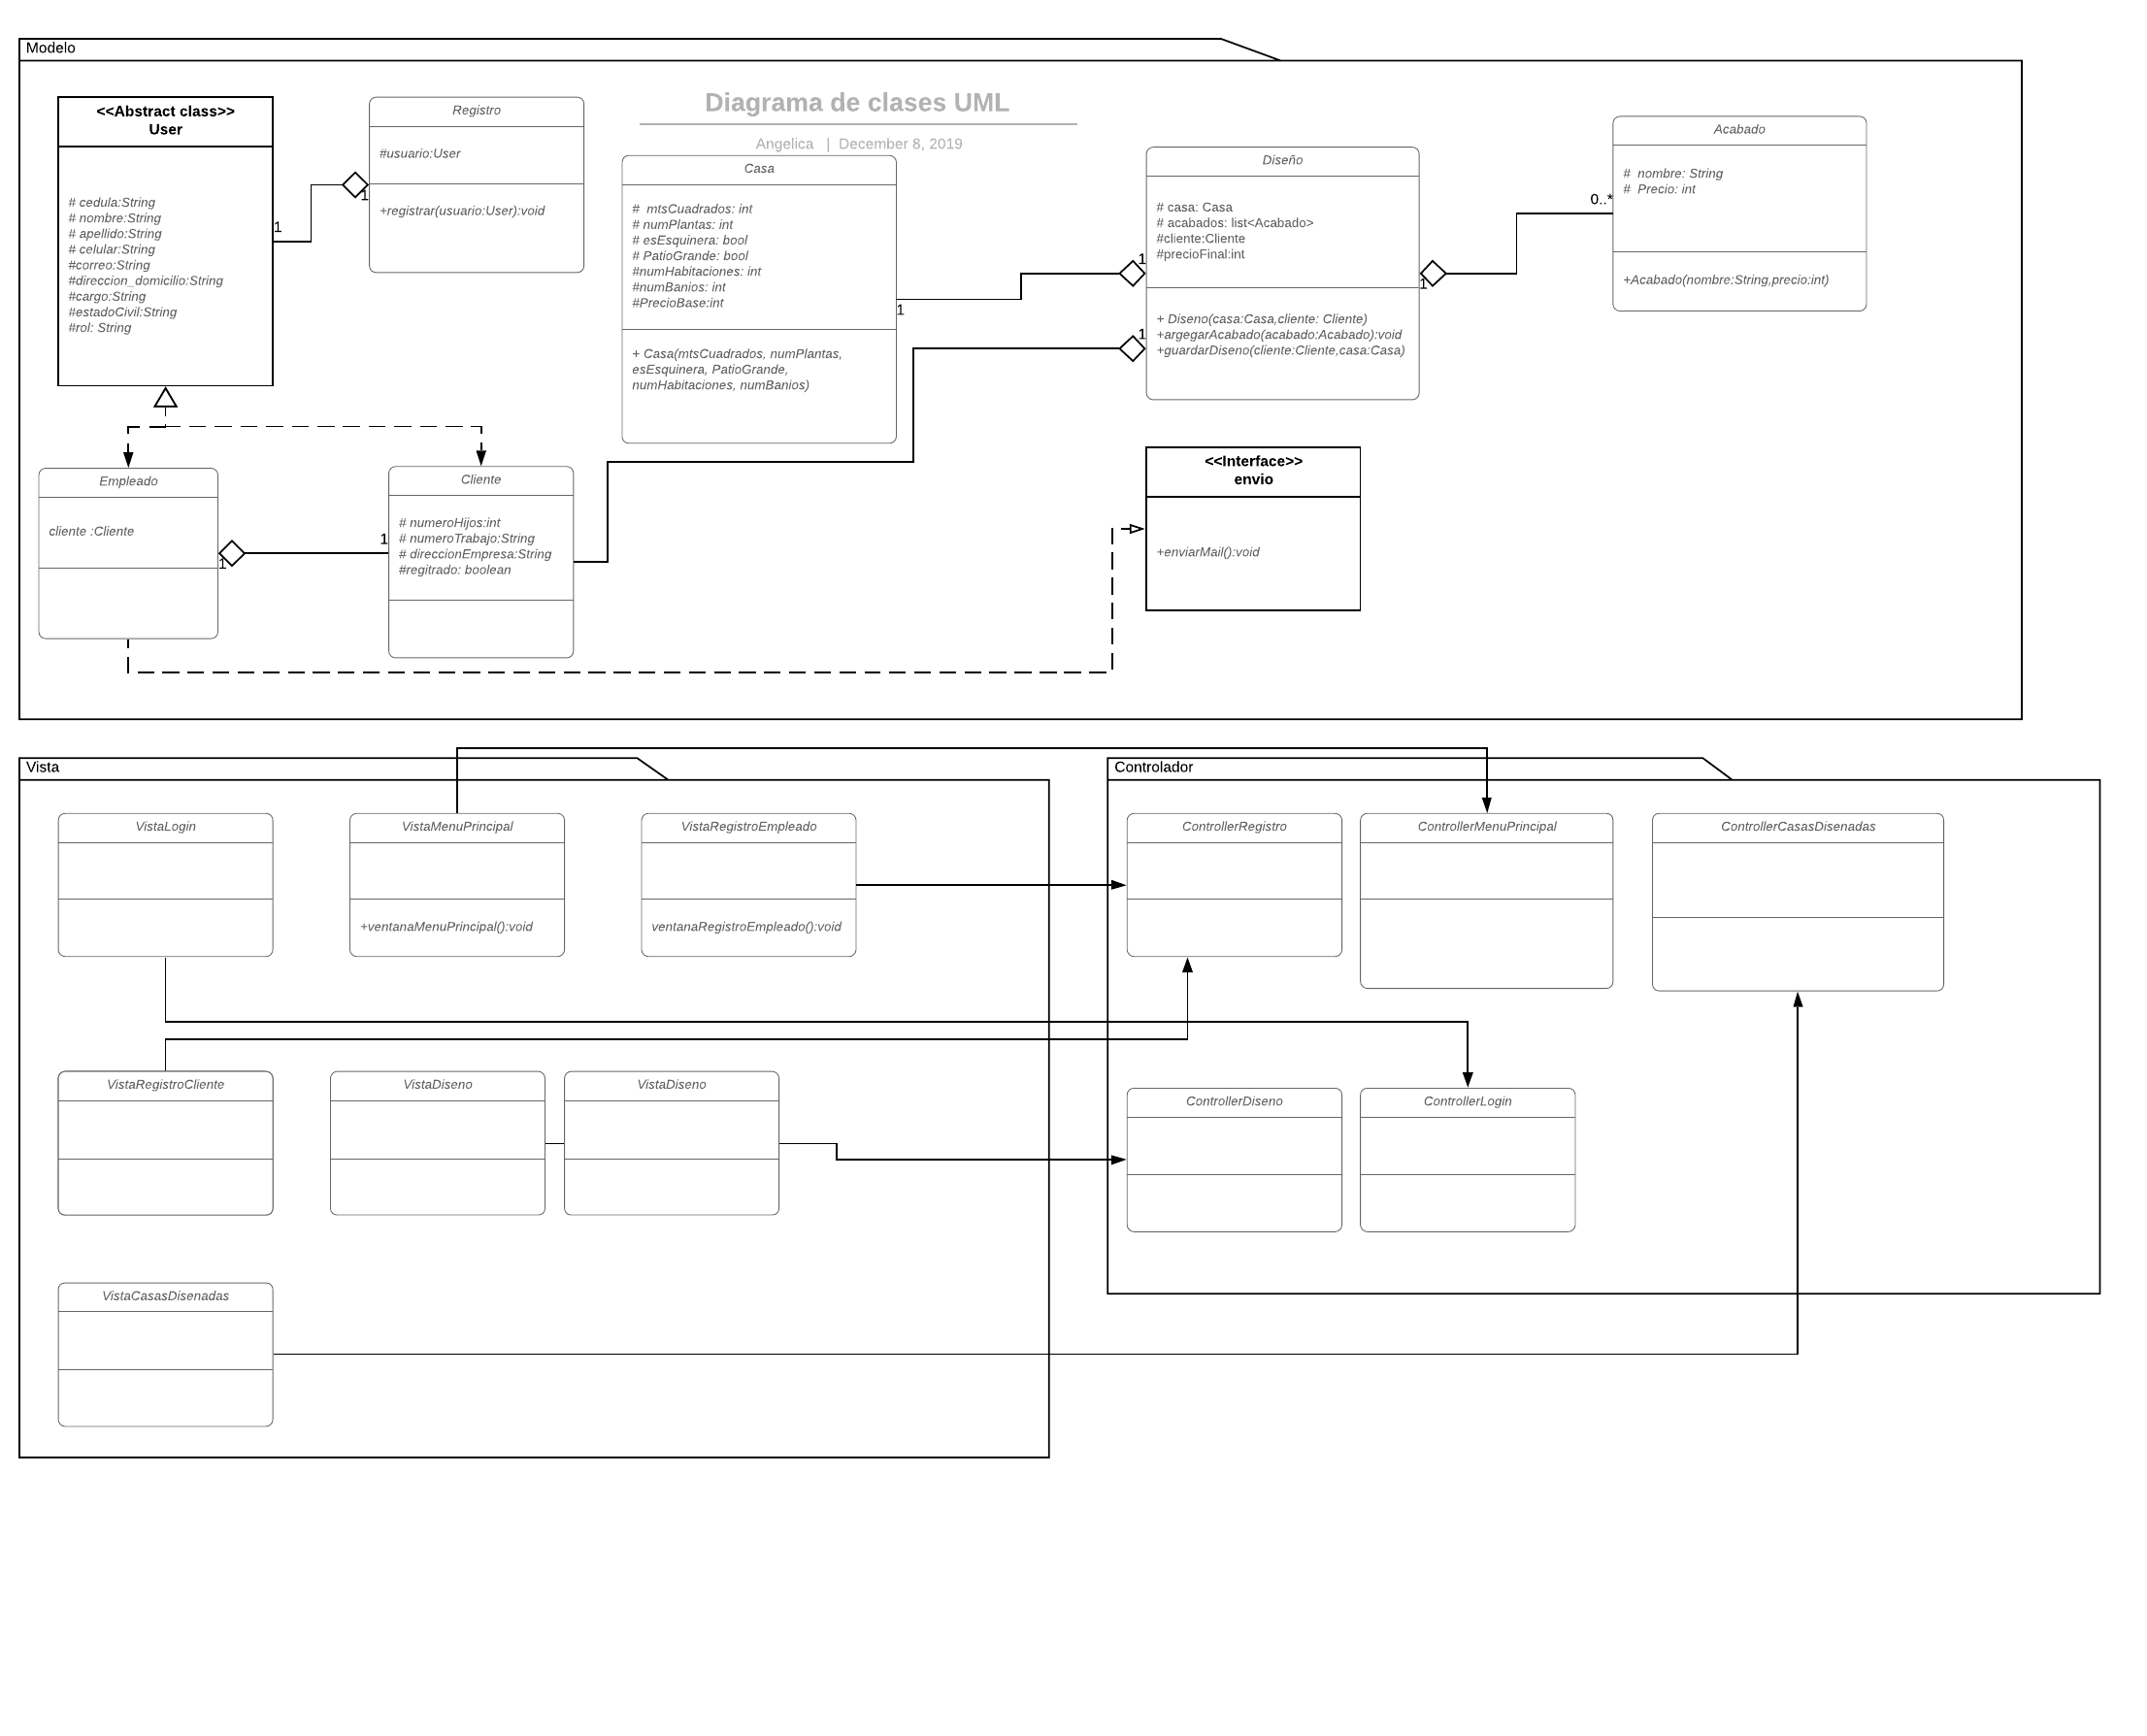 Modelo
Diagrama de clases UML
Angelica | December 8, 2019
<<Abstract class>>
User
# cedula:String
# nombre:String
# apellido:String
# celular:String
#correo:String
#direccion_domicilio:String
#cargo:String
#estadoCivil:String
#rol: String
1
Registro
#usuario:User
+registrar(usuario:User):void
1
Casa
# mtsCuadrados: int
# numPlantas: int
# esEsquinera: bool
# PatioGrande: bool
#numHabitaciones: int
#numBanios: int
#PrecioBase:int
+ Casa(mtsCuadrados, numPlantas,
esEsquinera, PatioGrande,
numHabitaciones, numBanios)
1
Diseño
# casa: Casa
# acabados: list<Acabado>
#cliente:Cliente
#precioFinal:int
+ Diseno(casa:Casa,cliente: Cliente)
+argegarAcabado(acabado:Acabado):void
+guardarDiseno(cliente:Cliente,casa:Casa)
1
1
1
0..*
Acabado
# nombre: String
# Precio: int
+Acabado(nombre:String,precio:int)
Empleado
cliente :Cliente
1
1
Cliente
# numeroHijos:int
# numeroTrabajo:String
# direccionEmpresa:String
#regitrado: boolean
<<Interface>>
envio
+enviarMail():void
Vista
VistaLogin
VistaMenuPrincipal
+ventanaMenuPrincipal():void
VistaRegistroEmpleado
ventanaRegistroEmpleado():void
VistaRegistroCliente
VistaDiseno
VistaDiseno
VistaCasasDisenadas
Controlador
ControllerRegistro
ControllerMenuPrincipal
ControllerCasasDisenadas
ControllerDiseno
ControllerLogin